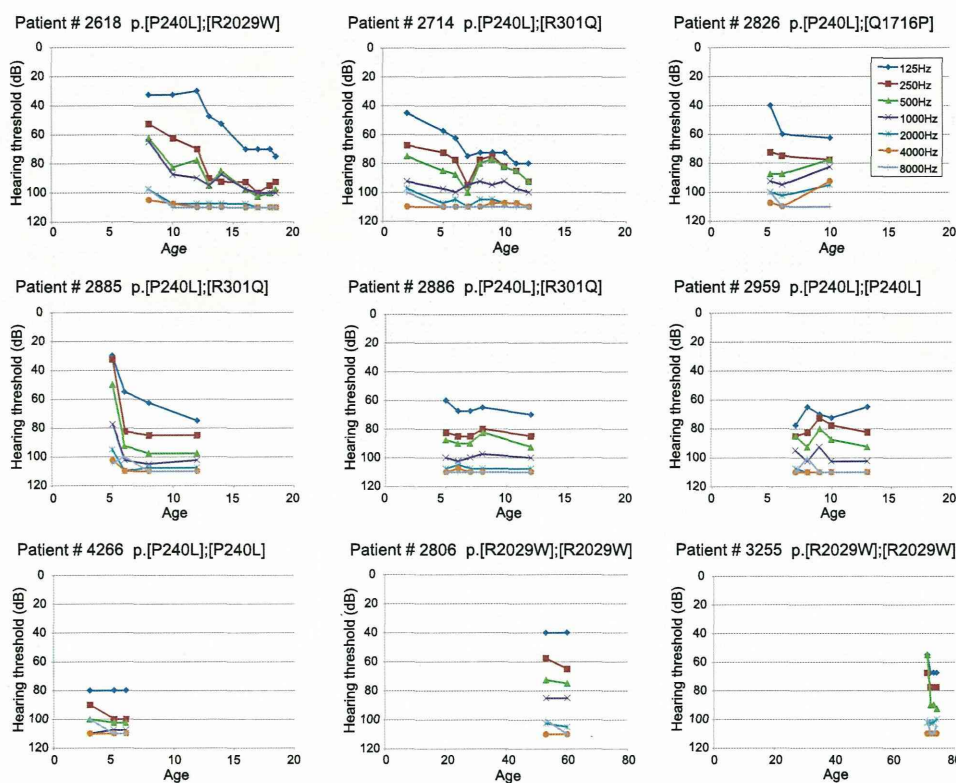 Patient # 2618 p.[P240L];[R2029W]
Hearing threshold (dB)
0
20
40
60
80
100
120
0 5 10 15 20
Age
Patient # 2714 p.[P240L];[R301Q]
Hearing threshold (dB)
0
20
40
60
80
100
120
0 5 10 15 20
Age
Patient # 2826 p.[P240L];[Q1716P]
Hearing threshold (dB)
0
20
40
60
80
100
120
0 5 10 15 20
Age
125Hz
250Hz
500Hz
1000Hz
2000Hz
4000Hz
8000Hz
Patient # 2885 p.[P240L];[R301Q]
Hearing threshold (dB)
0
20
40
60
80
100
120
0 5 10 15 20
Age
Patient # 2886 p.[P240L];[R301Q]
Hearing threshold (dB)
0
20
40
60
80
100
120
0 5 10 15 20
Age
Patient # 2959 p.[P240L];[P240L]
Hearing threshold (dB)
0
20
40
60
80
100
120
0 5 10 15 20
Age
Patient # 4266 p.[P240L];[P240L]
Hearing threshold (dB)
0
20
40
60
80
100
120
0 5 10 15 20
Age
Patient # 2806 p.[R2029W];[R2029W]
Hearing threshold (dB)
0
20
40
60
80
100
120
0 20 40 60 80
Age
Patient # 3255 p.[R2029W];[R2029W]
Hearing threshold (dB)
0
20
40
60
80
100
120
0 20 40 60 80
Age